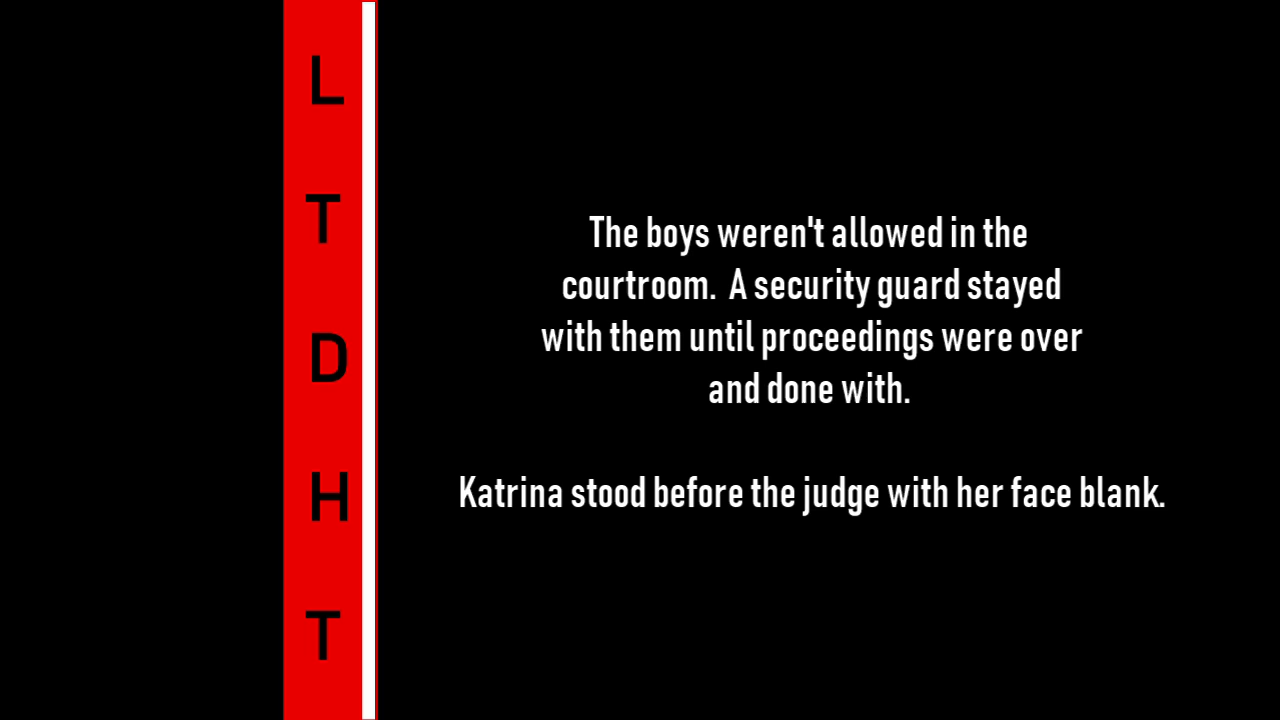 L
T
D
H
T
The boys weren't allowed in the
courtroom.  A security guard stayed
with them until proceedings were over
and done with.
Katrina stood before the judge with her face blank.